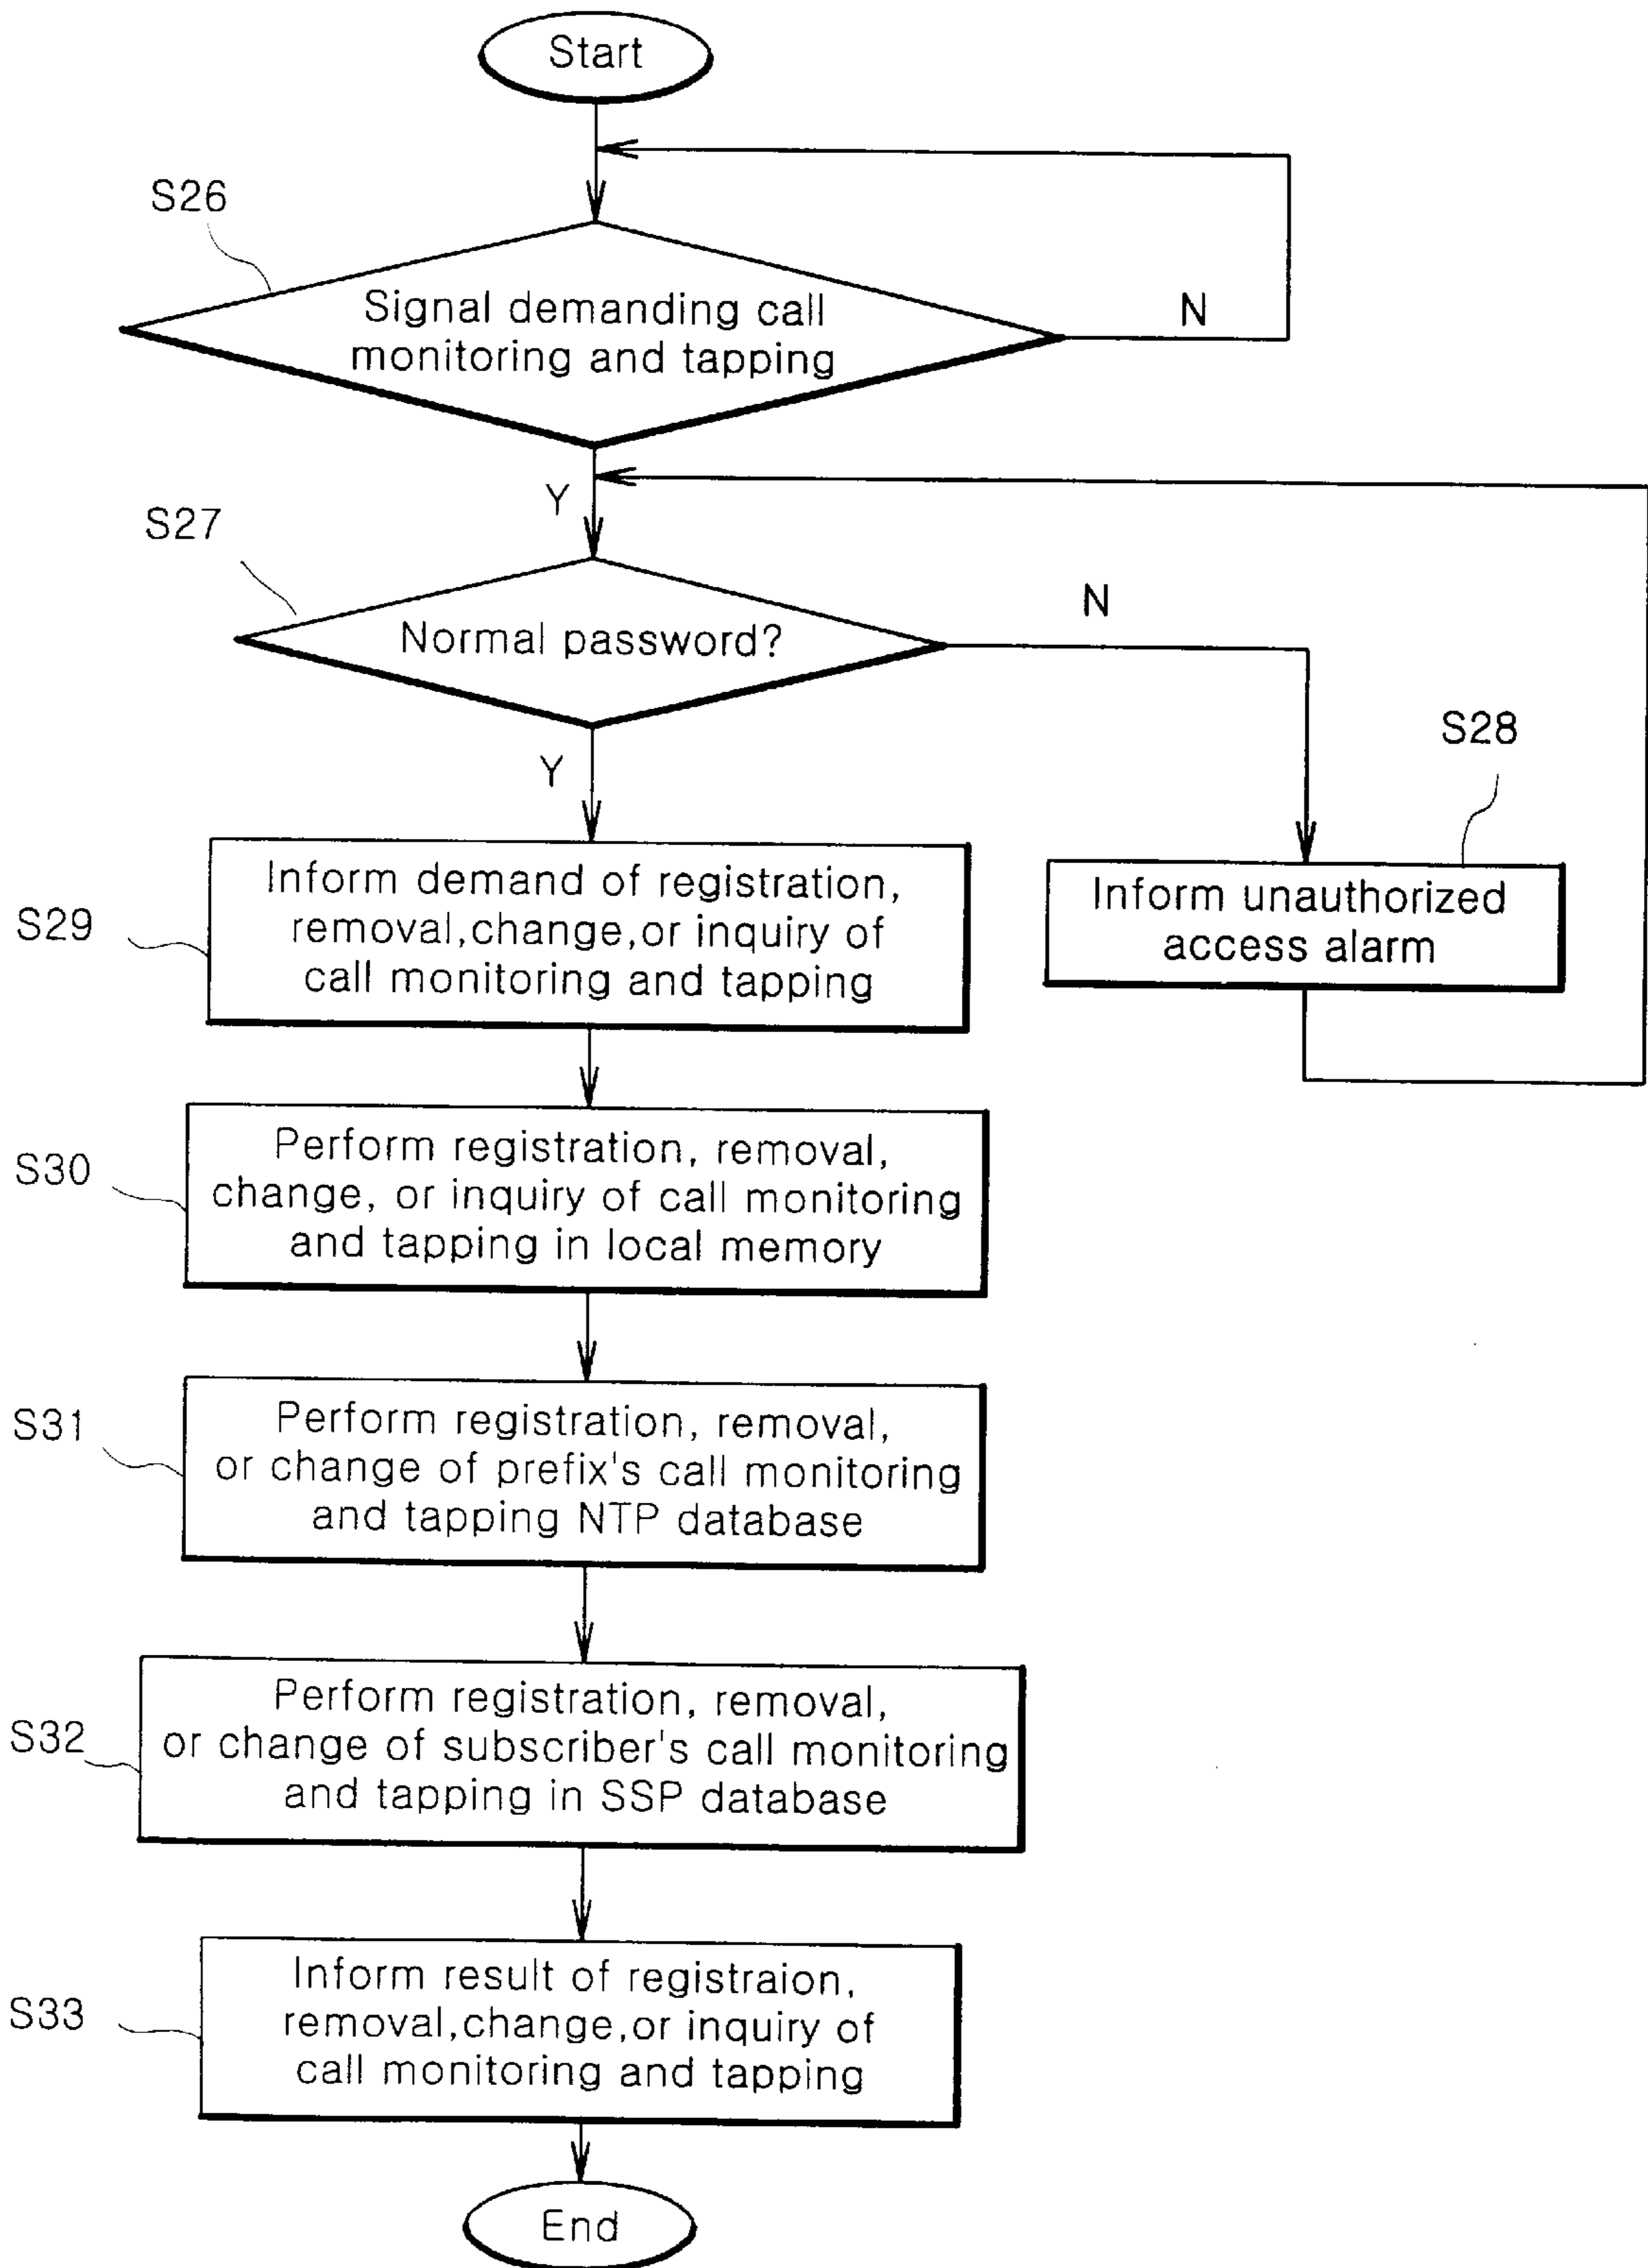 Start
S26
Signal demanding call
monitoring and tapping
N
Y
S27
Normal password?
N
Y
S28
Inform unauthorized
access alarm
S29
Inform demand of registration,
removal,change,or inquiry of
call monitoring and tapping
S30
Perform registration, removal,
change, or inquiry of call monitoring
and tapping in local memory
S31
Perform registration, removal,
or change of prefix's call monitoring
and tapping NTP database
S32
Perform registration, removal,
or change of subscriber's call monitoring
and tapping in SSP database
S33
Inform result of registraion,
removal,change,or inquiry of
call monitoring and tapping
End